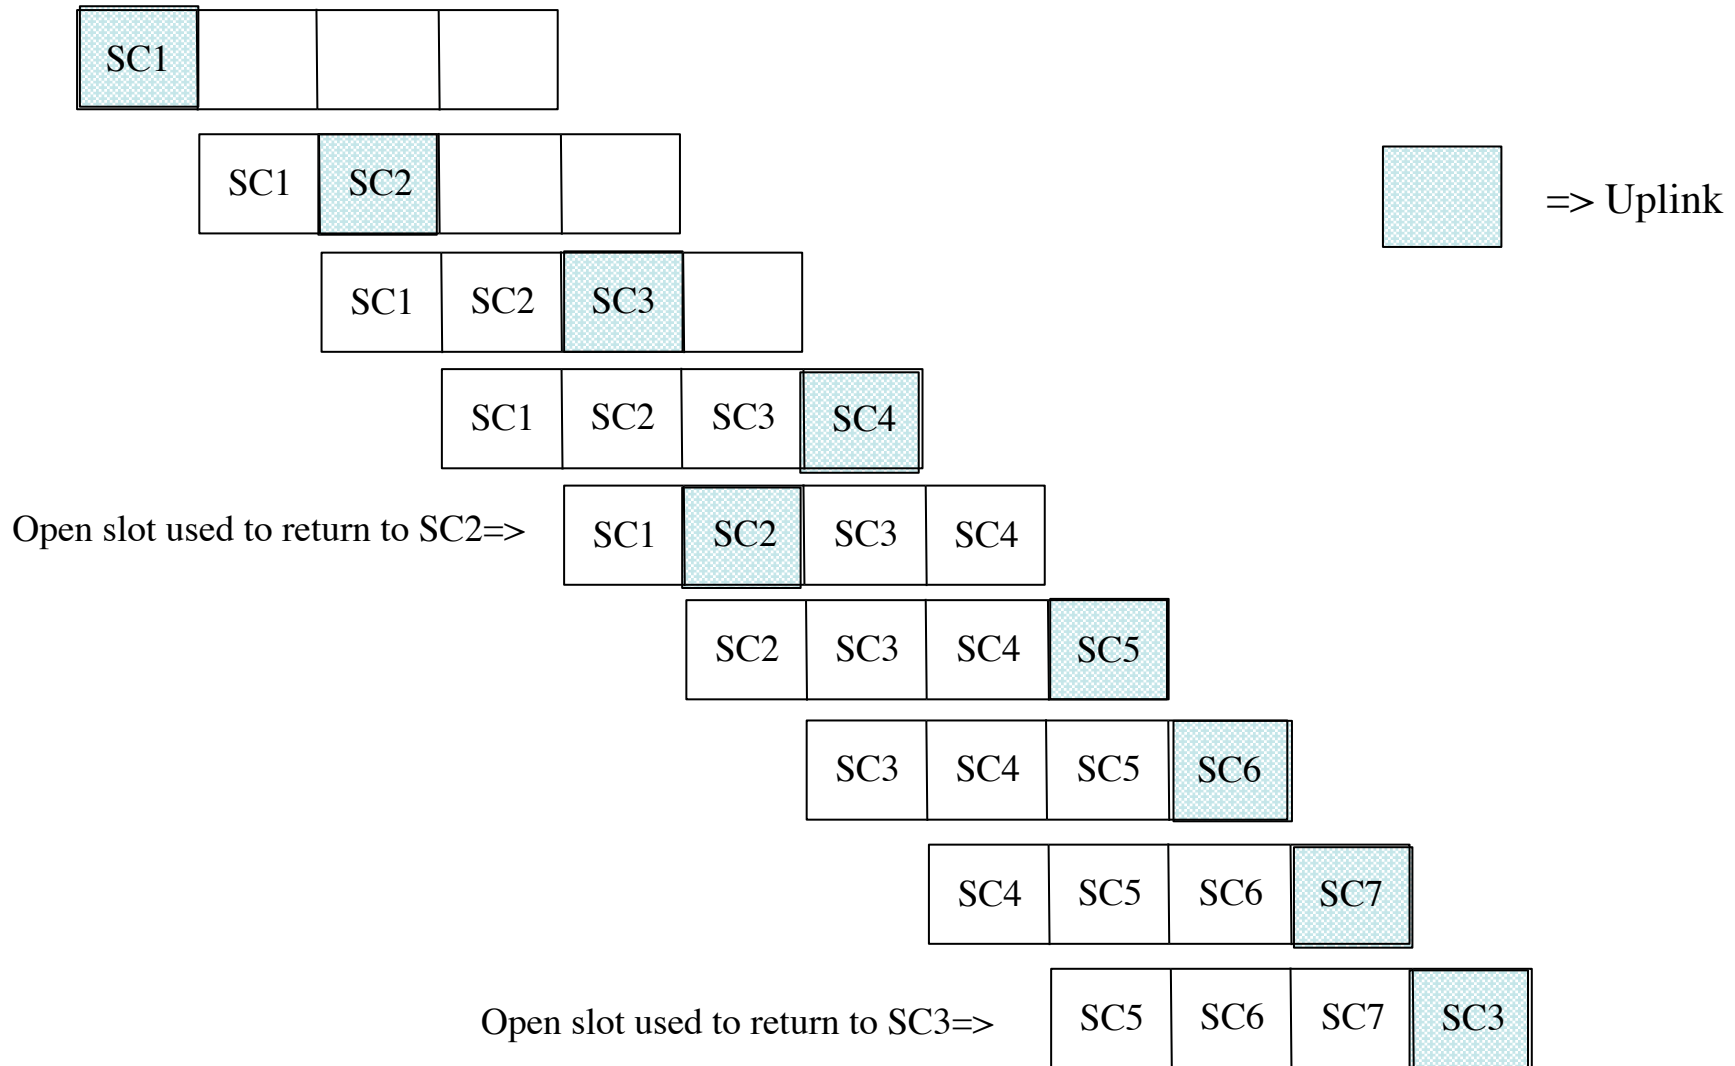 SC1
SC1 SC2
=> Uplink
SC1 SC2 SC3
SC1 SC2 SC3 SC4
Open slot used to return to SC2=> SC1 SC2 SC3 SC4
SC2 SC3 SC4 SC5
SC3 SC4 SC5 SC6
SC4 SC5 SC6 SC7
Open slot used to return to SC3=> SC5 SC6 SC7 SC3